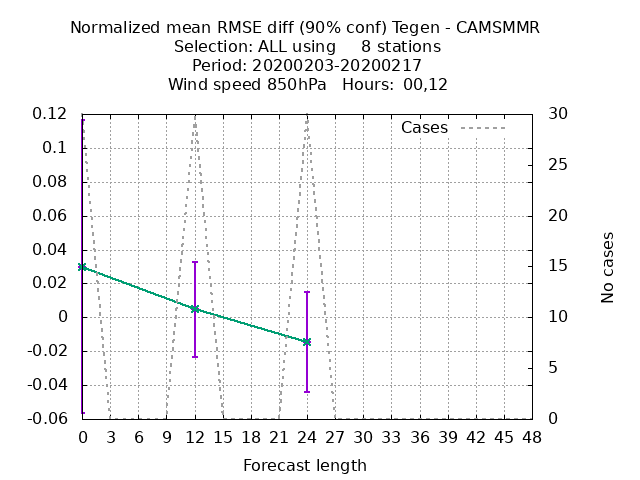 Normalized mean RMSE diff (90% conf) Tegen - CAMSMMR
Selection: ALL using     8 stations
Period: 20200203-20200217
Wind speed 850hPa   Hours:  00,12
Cases
0.12
0.1
0.08
0.06
0.04
0.02
0
-0.02
-0.04
-0.06
30
25
20
15
10
5
0
No cases
0 3 6 9 12 15 18 21 24 27 30 33 36 39 42 45 48
Forecast length